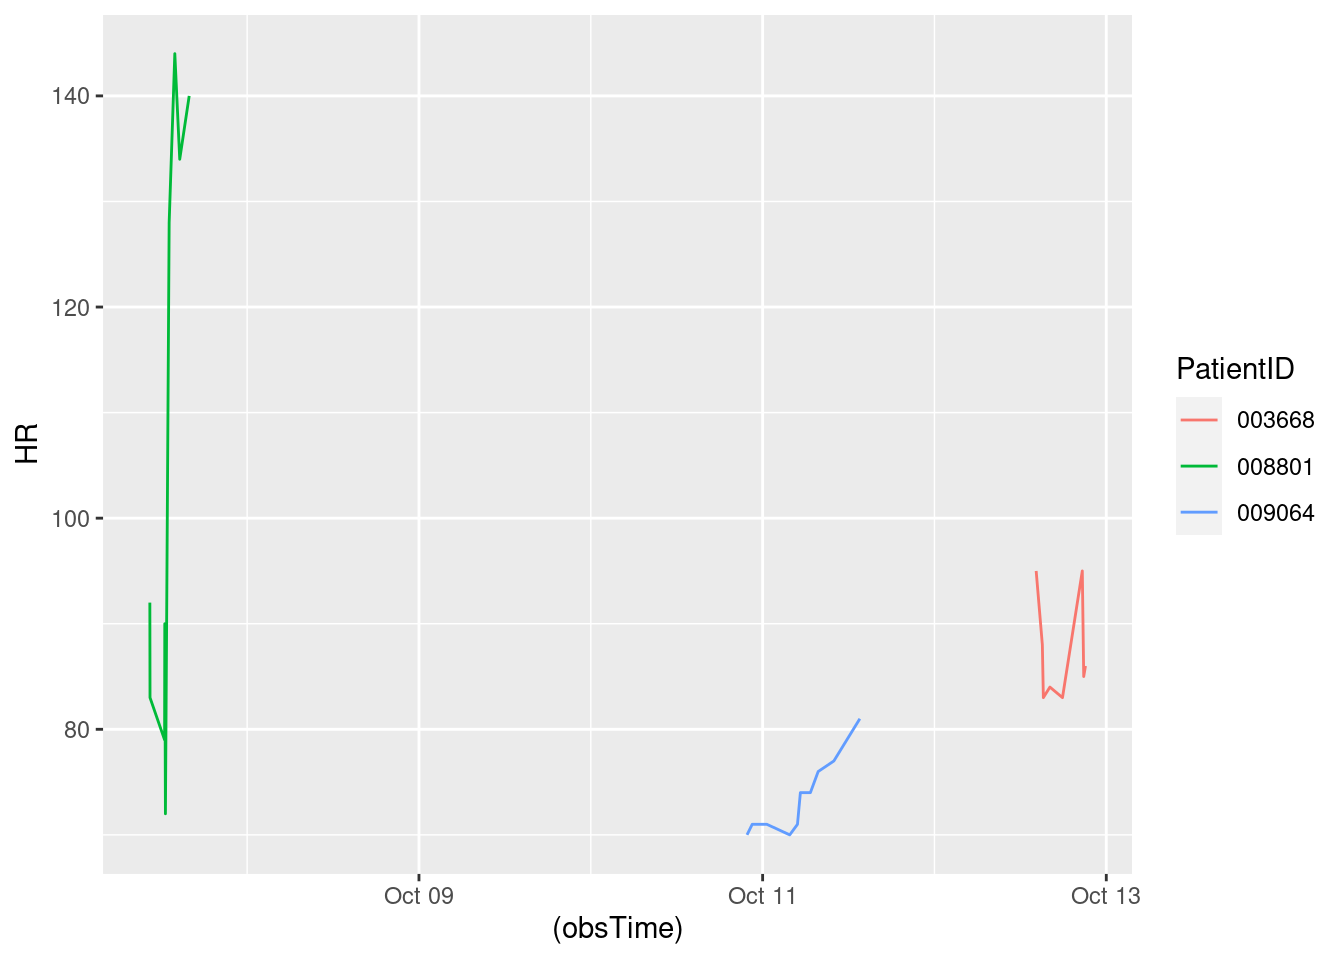 140
120
100
80
HR
Oct 09
Oct 11
Oct 13
(obsTime)
PatientID
003668
008801
009064